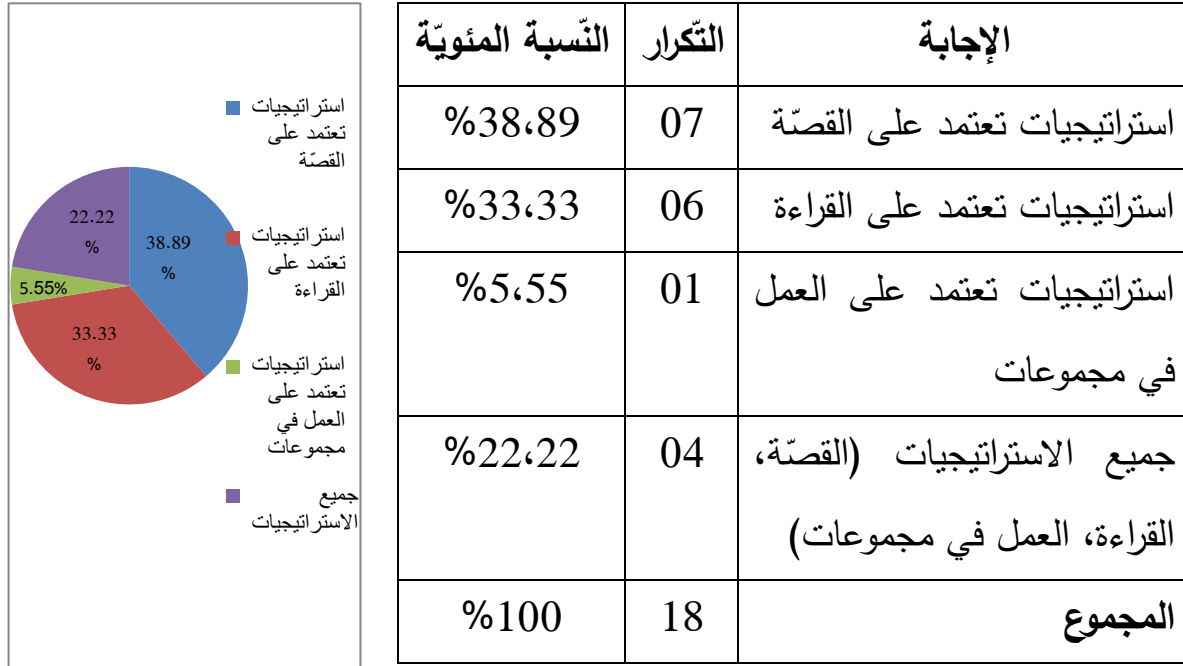 الإجابة التّكرار النّسبة المئويّة
استراتيجيات تعتمد على القصّة 07 %38،89
استراتيجيات تعتمد على القراءة 06 %33،33
استراتيجيات تعتمد على العمل 01 %5،55
في مجموعات
جميع الاستراتيجيات (القصّة، 04 %22،22
القراءة، العمل في مجموعات)
المجموع 18 %100
استراتيجيات
تعتمد على
القصّة
استراتيجيات
تعتمد على
القراءة
استراتيجيات
تعتمد على
العمل في
مجموعات
جميع
الاستراتيجيات
38.89
%
33.33
%
5.55%
22.22
%